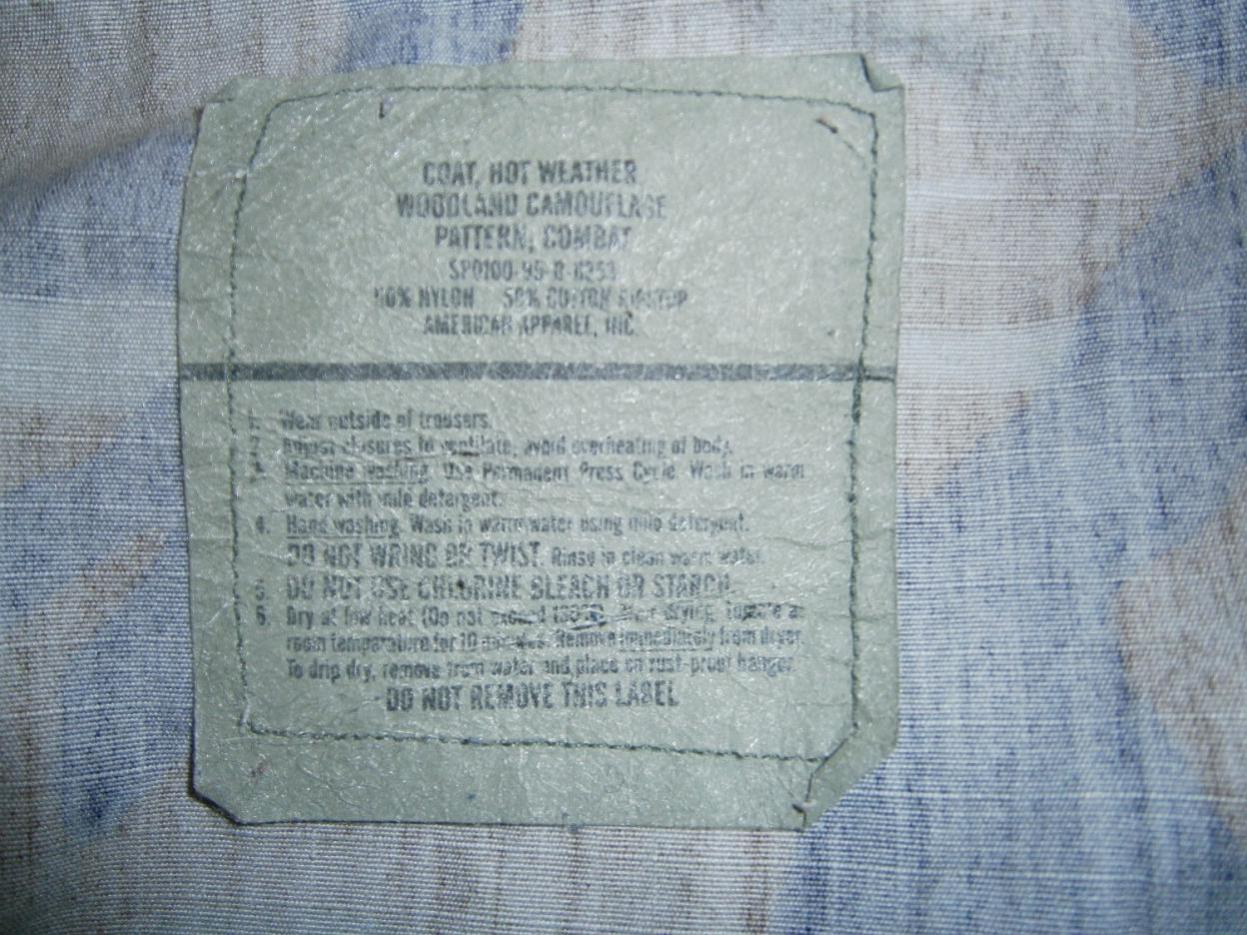 COAT, HOT WEATHER
WOODLAND CAMOUFLAGE
PATTERN, COMBAT
50% NYLON 50% COTTON RIPSTOP
AMERICAN APPAREL, INC.
1. Wear outside of trousers.
2. Adjust closures to ventilate, avoid overheating of body.
3. Machine washing. Use Permanent Press Cycle. Wash in warm
water with mild detergent.
4. Hand washing. Wash in warm water using mild detergent.
DO NOT WRING OR TWIST. Rinse in clean warm water.
5. DO NOT USE CHLORINE BLEACH OR STARCH.
6. Dry at low heat (Do not exceed After drying, at
room temperature for 10 minutes. Remove immediately from dryer.
To drip dry, remove from water and place on rust-proof hanger.
DO NOT REMOVE THIS LABEL